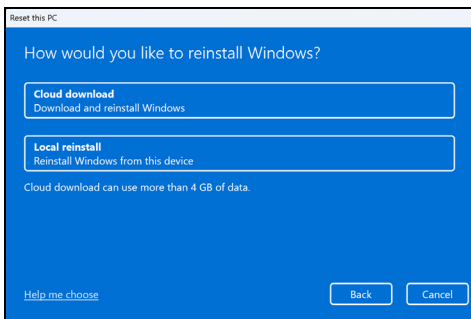 Reset this PC
How would you like to reinstall Windows?
Cloud download
Download and reinstall Windows
Local reinstall
Reinstall Windows from this device
Cloud download can use more than 4 GB of data.
Help me choose
Back
Cancel